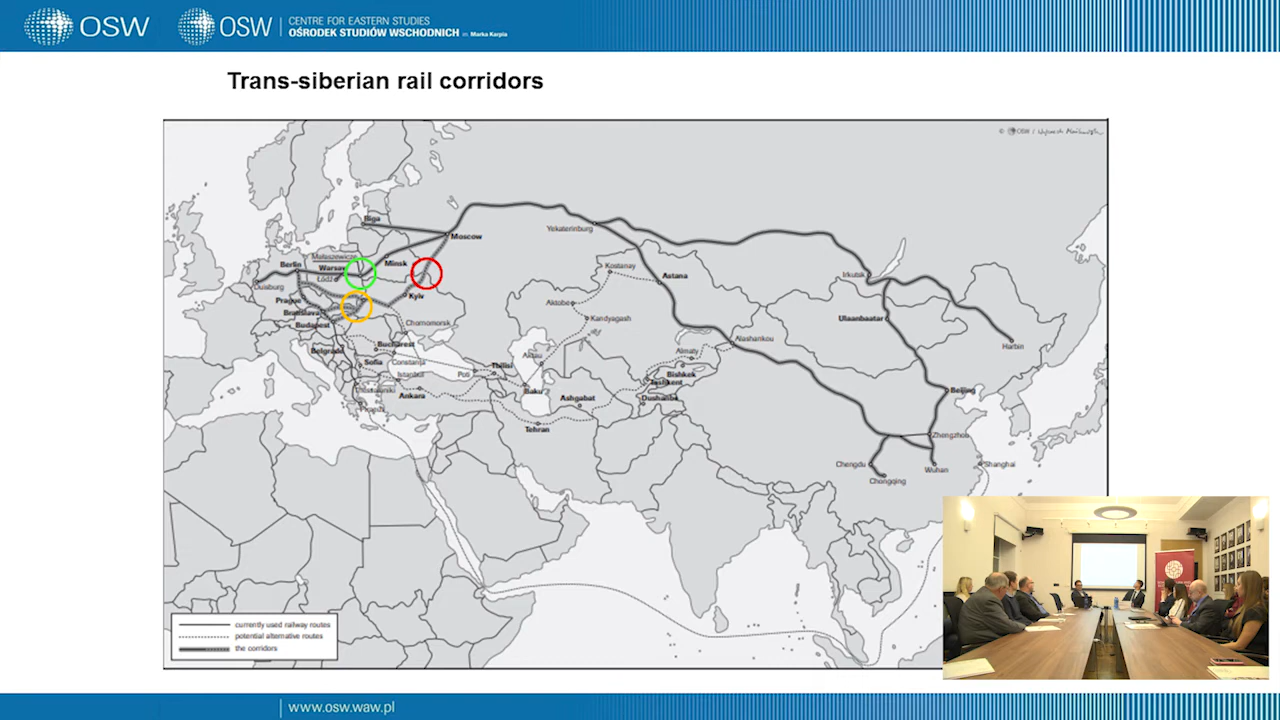 OSW
OSW
CENTRE FOR EASTERN STUDIES
OŚRODEK STUDIÓW WSCHODNICH im. Marka Karpia
Trans-siberian rail corridors
© OSW /
Riga
Moscow
Yekaterinburg
Małaszewicze
Berlin
Warsaw
Minsk
Łódź
Duisburg
Kostanay
Astana
Irkutsk
Prague
Kyiv
Aktobe
Bratislava
Kandyagash
Ulaanbaatar
Budapest
Chornomorsk
Alashankou
Harbin
Belgrade
Bucharest
Almaty
Aktau
Sofia
Constanța
Tbilisi
Poti
Bishkek
Istanbul
Tashkent
Baku
Ashgabat
Dushanbe
Beijing
Ankara
Tehran
Zhengzhou
Chengdu
Wuhan
Shanghai
Chongqing
currently used railway routes
potential alternative routes
the corridors
www.osw.waw.pl